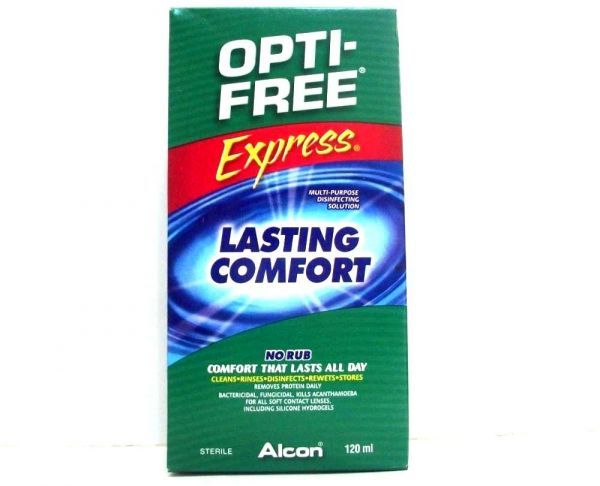 OPTI-
FREE®
Express®
MULTI-PURPOSE
DISINFECTING
SOLUTION
LASTING
COMFORT
NO RUB
COMFORT THAT LASTS ALL DAY
CLEANS•RINSES•DISINFECTS•REWETS•STORES
REMOVES PROTEIN DAILY
BACTERICIDAL, FUNGICIDAL, KILLS ACANTHAMOEBA
FOR ALL SOFT CONTACT LENSES,
INCLUDING SILICONE HYDROGELS
STERILE Alcon® 120 ml